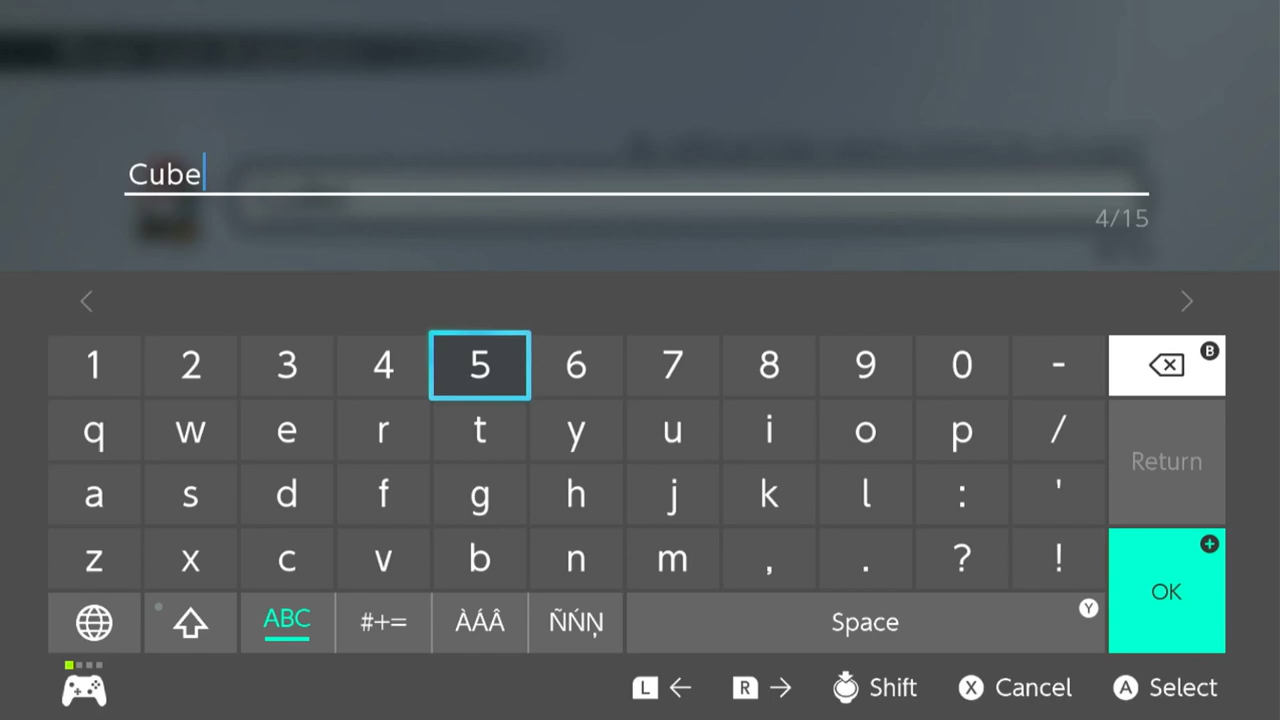 Cube
4/15
1 2 3 4 5 6 7 8 9 0 - B
q w e r t y u i o p /
Return
a s d f g h j k l : '
z x c v b n m , . ? !
+
OK
ABC #+= ÀÁÂ ÑŃŅ Space Y
L ← R → Shift X Cancel A Select